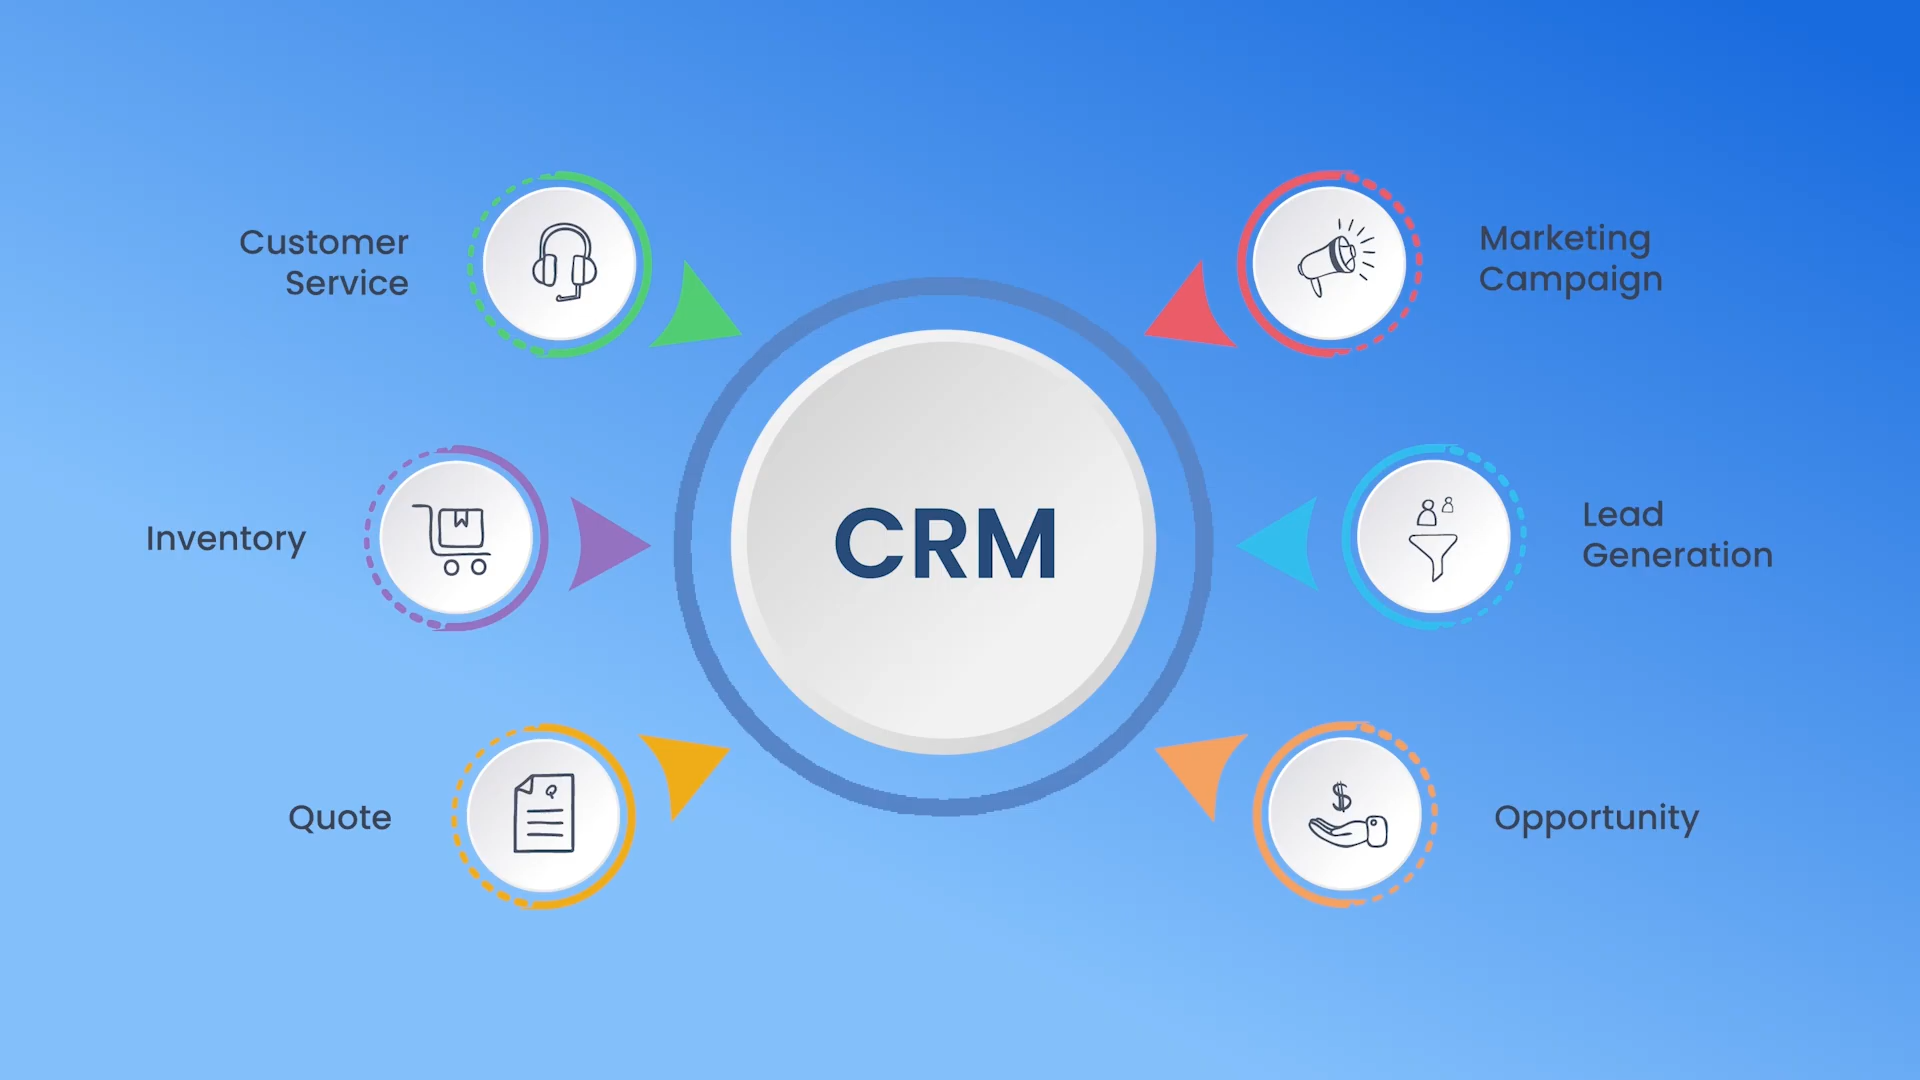 Customer
Service
Marketing
Campaign
Inventory
CRM
Lead
Generation
Quote
Q
$
Opportunity